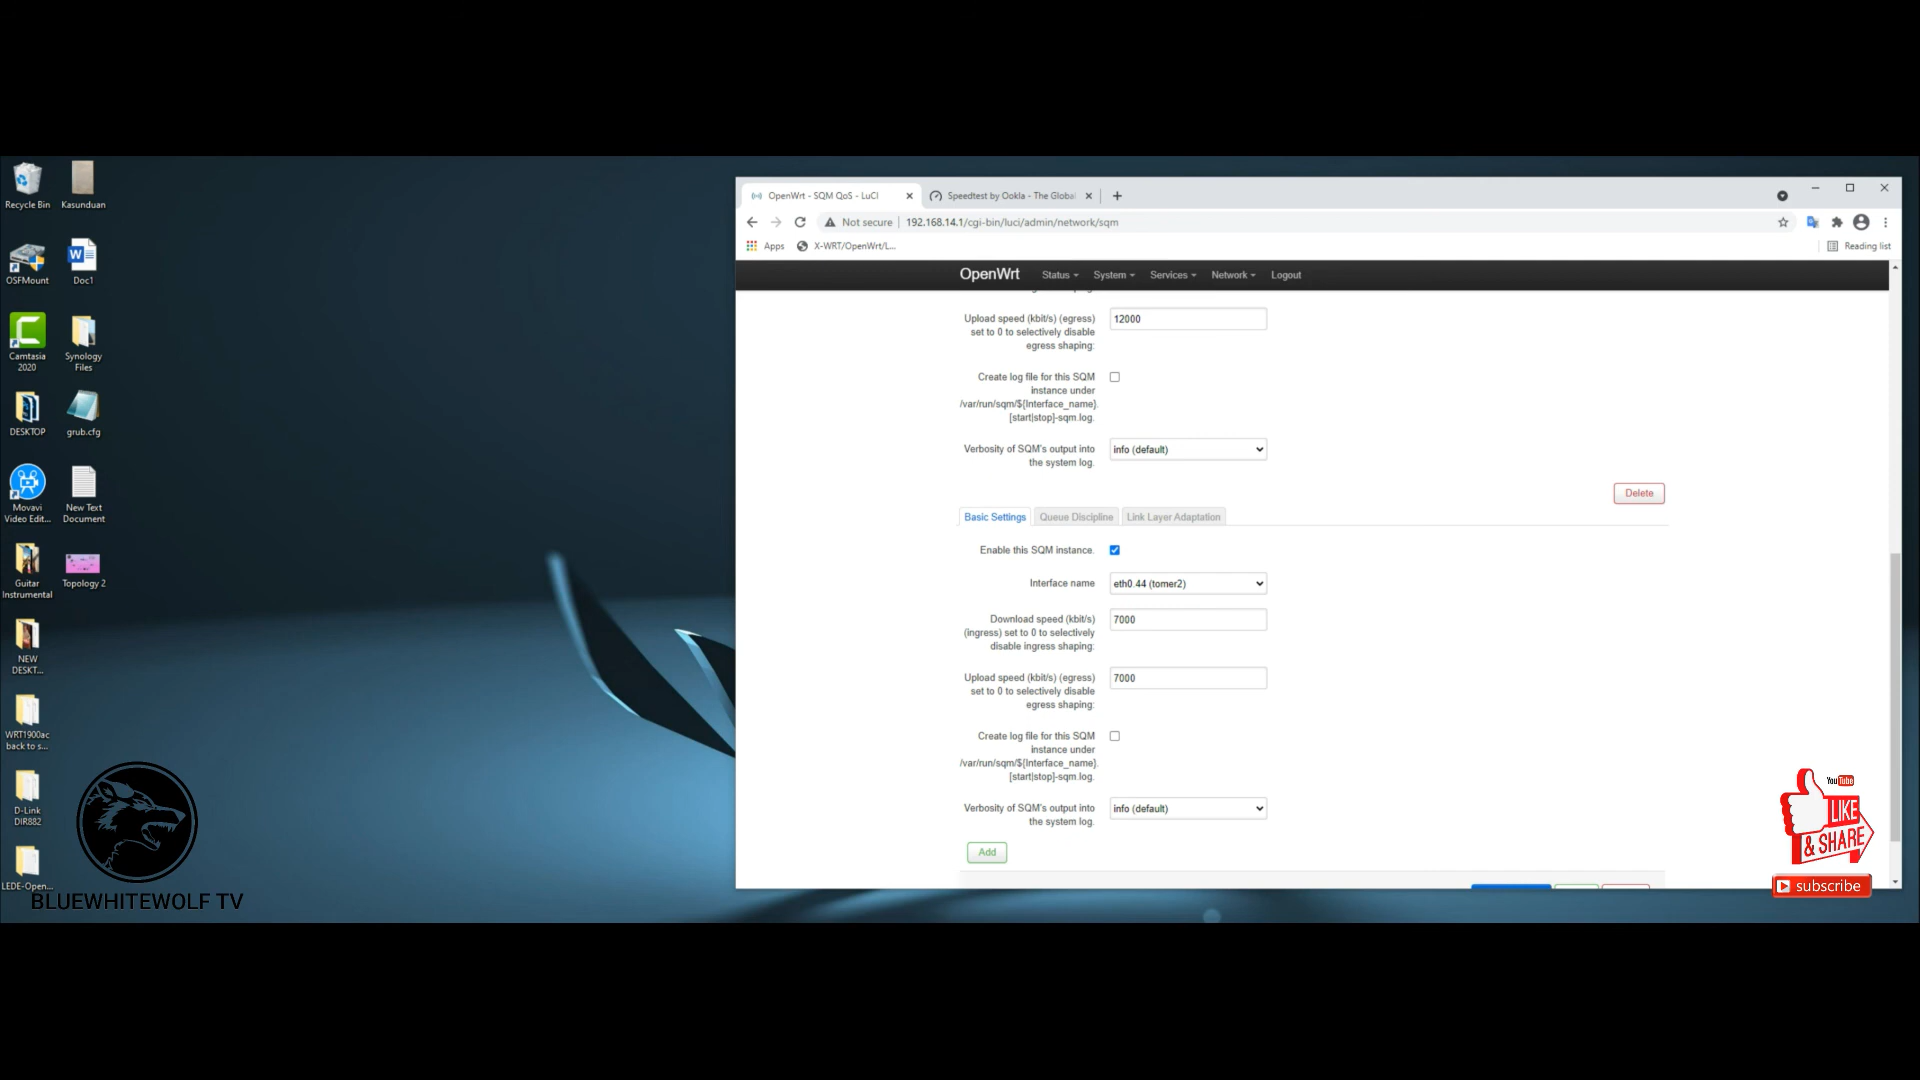 Recycle Bin
Kasunduan
OSFMount
Doc1
Camtasia
2020
Synology
Files
DESKTOP
grub.cfg
Movavi
Video Edit...
New Text
Document
Guitar
Instrumental
Topology 2
NEW
DESKT...
WRT1900ac
back to s...
D-Link
DIR882
LEDE-Open...
BLUEWHITEWOLF TV
OpenWrt - SQM QoS - LuCI
Speedtest by Ookla - The Global
Not secure
192.168.14.1/cgi-bin/luci/admin/network/sqm
Apps
X-WRT/OpenWrt/L...
Reading list
OpenWrt
Status
System
Services
Network
Logout
Upload speed (kbit/s) (egress)
set to 0 to selectively disable
egress shaping:
12000
Create log file for this SQM
instance under
/var/run/sqm/${Interface_name}.
[start|stop]-sqm.log.
Verbosity of SQM's output into
the system log.
info (default)
Delete
Basic Settings
Queue Discipline
Link Layer Adaptation
Enable this SQM instance.
Interface name
eth0.44 (tomer2)
Download speed (kbit/s)
(ingress) set to 0 to selectively
disable ingress shaping:
7000
Upload speed (kbit/s) (egress)
set to 0 to selectively disable
egress shaping:
7000
Create log file for this SQM
instance under
/var/run/sqm/${Interface_name}.
[start|stop]-sqm.log.
Verbosity of SQM's output into
the system log.
info (default)
Add
YouTube
LIKE
& SHARE
subscribe